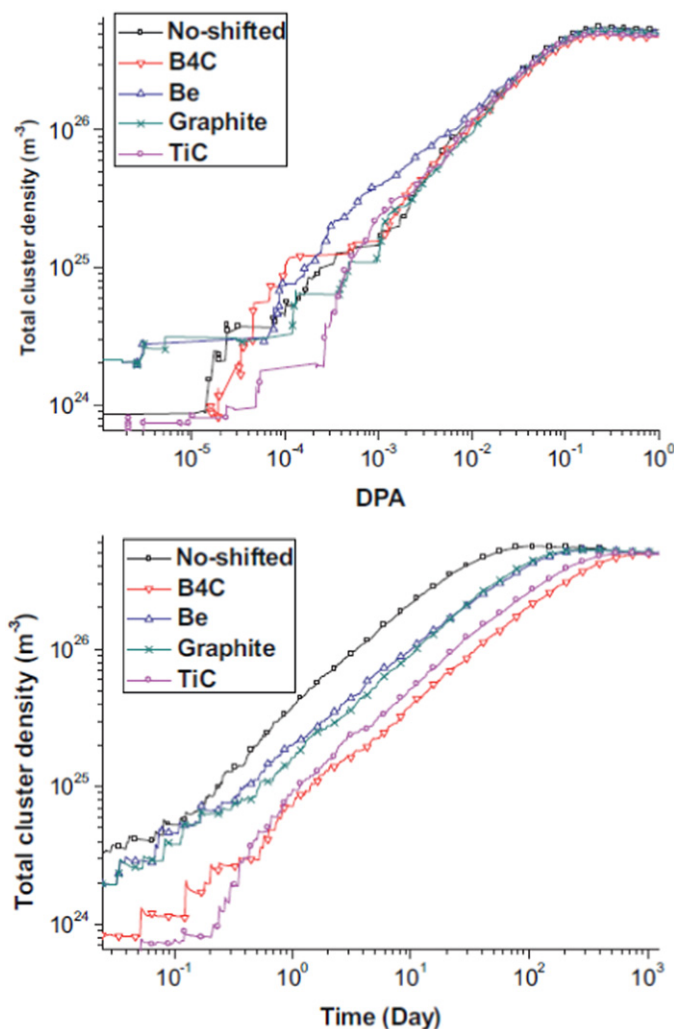 No-shifted
B4C
Be
Graphite
TiC
Total cluster density (m⁻³)
10²⁶
10²⁵
10²⁴
10⁻⁵ 10⁻⁴ 10⁻³ 10⁻² 10⁻¹ 10⁰
DPA
No-shifted
B4C
Be
Graphite
TiC
Total cluster density (m⁻³)
10²⁶
10²⁵
10²⁴
10⁻¹ 10⁰ 10¹ 10² 10³
Time (Day)